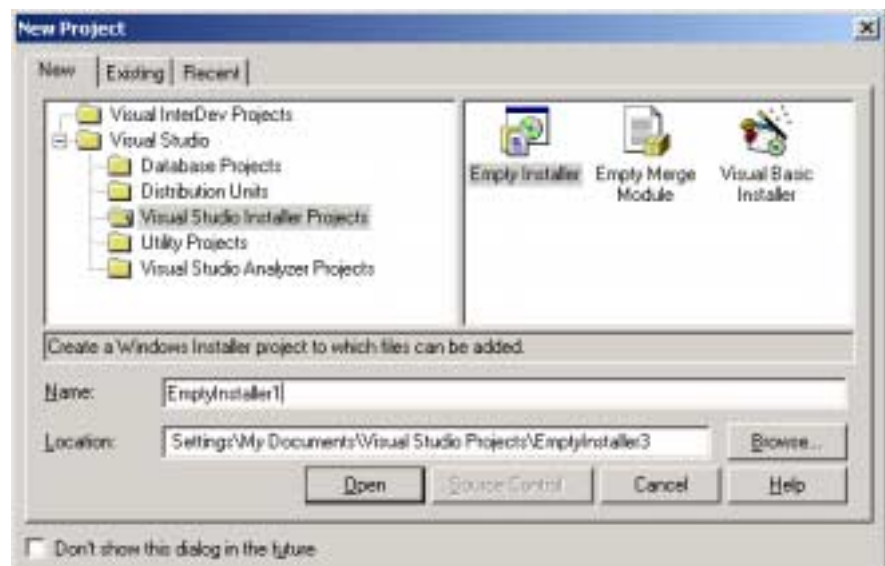 New Project
New
Existing
Recent
Visual InterDev Projects
Visual Studio
Database Projects
Distribution Units
Visual Studio Installer Projects
Utility Projects
Visual Studio Analyzer Projects
Empty Installer
Empty Merge
Module
Visual Basic
Installer
Create a Windows Installer project to which files can be added.
Name:
EmptyInstaller1
Location:
Settings\My Documents\Visual Studio Projects\EmptyInstaller3
Browse...
Open
Source Control
Cancel
Help
Don't show this dialog in the future